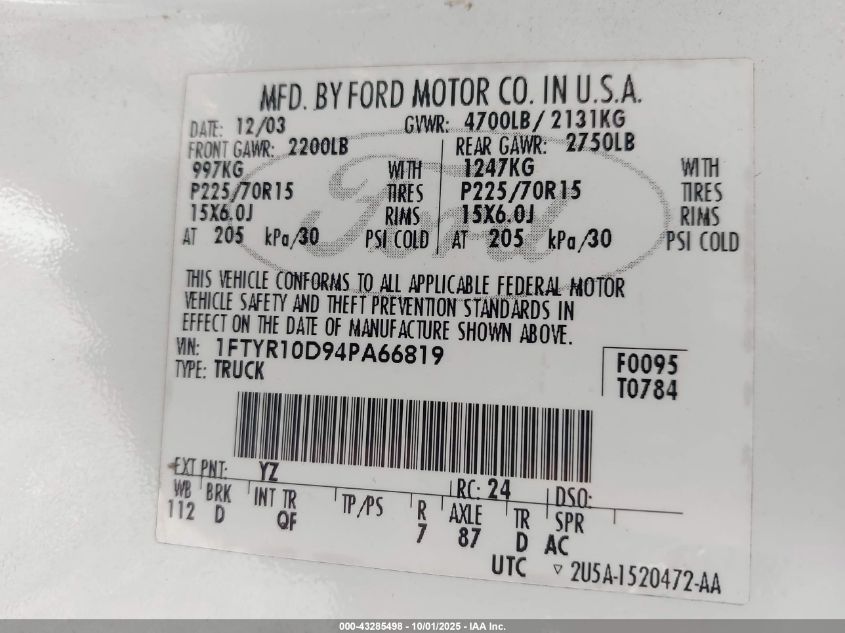 MFD. BY FORD MOTOR CO. IN U.S.A.
DATE: 12/03 GVWR: 4700LB/ 2131KG
FRONT GAWR: 2200LB REAR GAWR: 2750LB
997KG WITH 1247KG WITH
P225/70R15 TIRES P225/70R15 TIRES
15X6.0J RIMS 15X6.0J RIMS
AT 205 kPa/30 PSI COLD AT 205 kPa/30 PSI COLD
Ford
THIS VEHICLE CONFORMS TO ALL APPLICABLE FEDERAL MOTOR
VEHICLE SAFETY AND THEFT PREVENTION STANDARDS IN
EFFECT ON THE DATE OF MANUFACTURE SHOWN ABOVE.
VIN: 1FTYR10D94PA66819 F0095
TYPE: TRUCK T0784
EXT PNT: YZ RC: 24 DSO:
WB BRK INT TR TP/PS R AXLE TR SPR
112 D QF 7 87 D AC
UTC ▽ 2U5A-1520472-AA
000-43285498 - 10/01/2025 - IAA Inc.